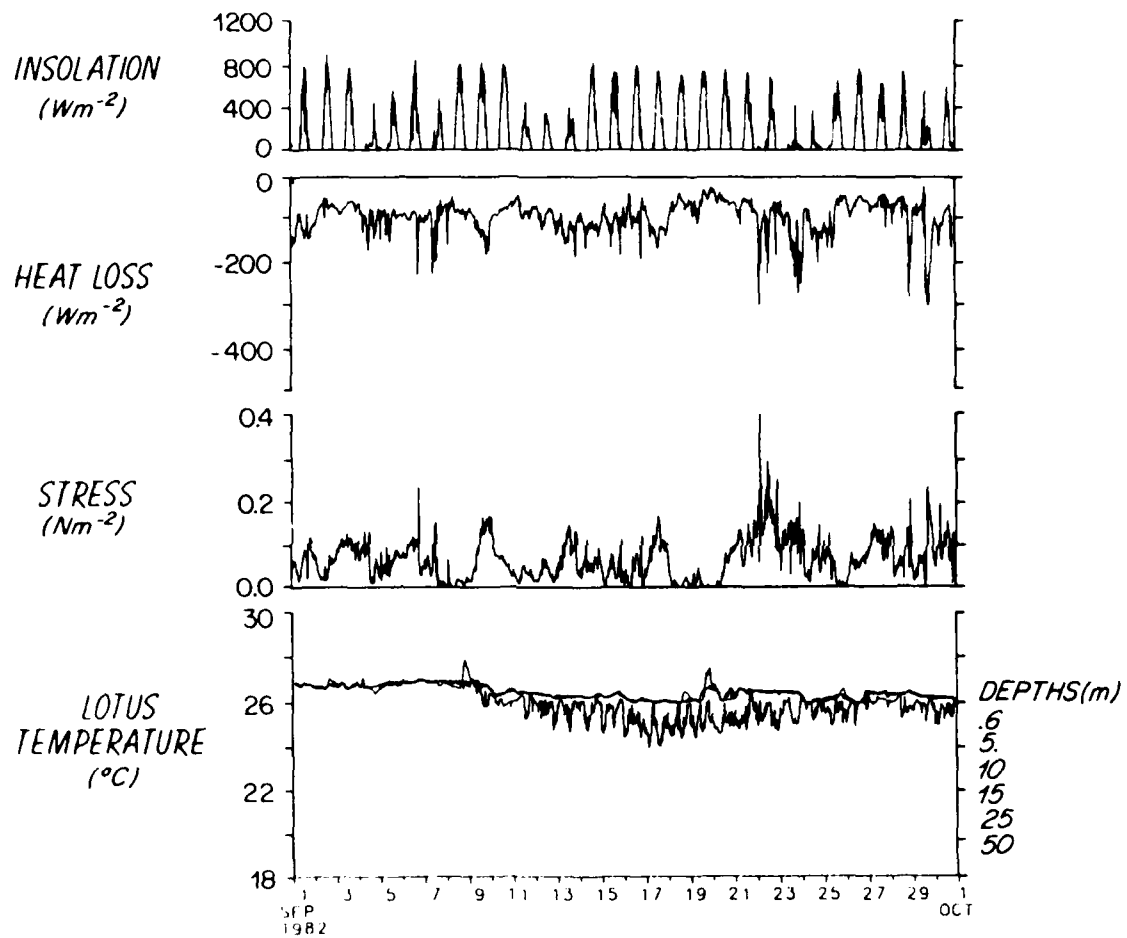 INSOLATION
(Wm⁻²)
1200
800
400
0
HEAT LOSS
(Wm⁻²)
0
-200
-400
STRESS
(Nm⁻²)
0.4
0.2
0.0
LOTUS
TEMPERATURE
(°C)
30
26
22
18
DEPTHS(m)
.6
5.
10
15
25
50
1 3 5 7 9 11 13 15 17 19 21 23 25 27 29 1
SEP OCT
1982